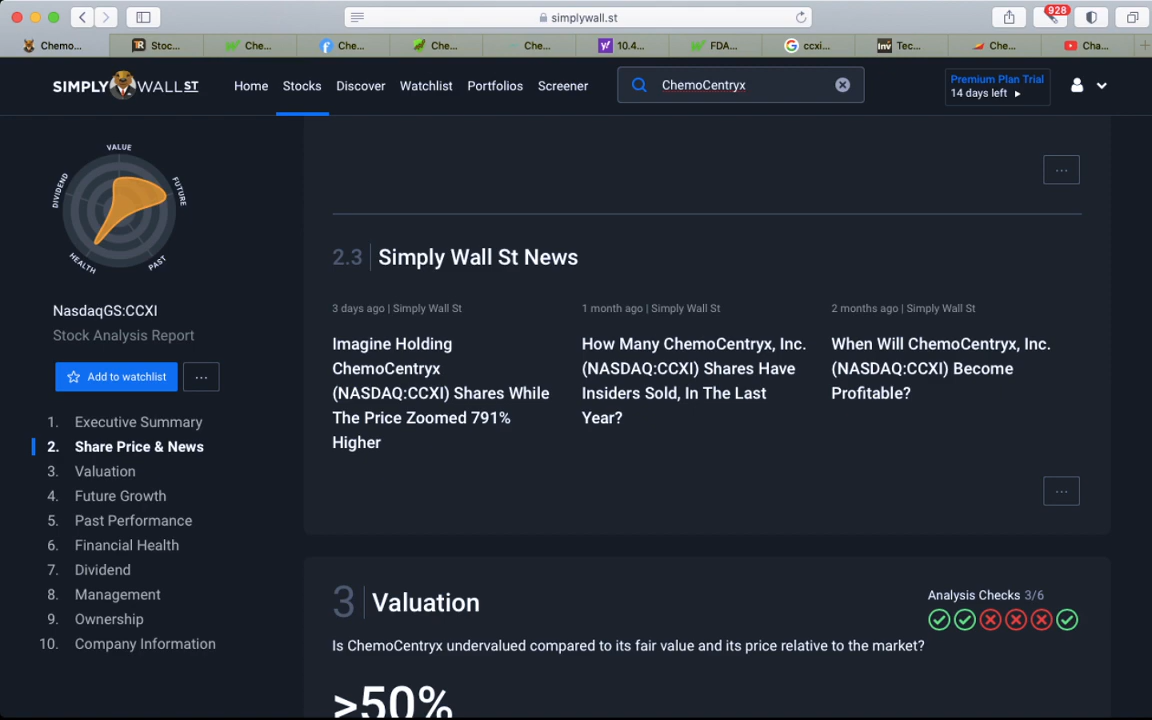 simplywall.st
928
Chemo...
Stoc...
Che...
Che...
Che...
Che...
10.4...
FDA...
ccxi...
Tec...
Che...
Cha...
SIMPLY WALL ST
Home
Stocks
Discover
Watchlist
Portfolios
Screener
ChemoCentryx
Premium Plan Trial
14 days left
VALUE
FUTURE
PAST
HEALTH
DIVIDEND
NasdaqGS:CCXI
Stock Analysis Report
Add to watchlist
...
1. Executive Summary
2. Share Price & News
3. Valuation
4. Future Growth
5. Past Performance
6. Financial Health
7. Dividend
8. Management
9. Ownership
10. Company Information
...
2.3 Simply Wall St News
3 days ago | Simply Wall St
Imagine Holding
ChemoCentryx
(NASDAQ:CCXI) Shares While
The Price Zoomed 791%
Higher
1 month ago | Simply Wall St
How Many ChemoCentryx, Inc.
(NASDAQ:CCXI) Shares Have
Insiders Sold, In The Last
Year?
2 months ago | Simply Wall St
When Will ChemoCentryx, Inc.
(NASDAQ:CCXI) Become
Profitable?
...
3 Valuation
Analysis Checks 3/6
Is ChemoCentryx undervalued compared to its fair value and its price relative to the market?
>50%